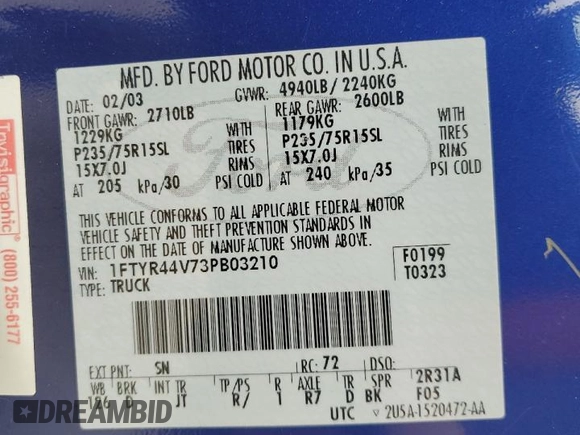 MFD. BY FORD MOTOR CO. IN U.S.A.
DATE: 02/03 GVWR: 4940LB/ 2240KG
FRONT GAWR: 2710LB REAR GAWR: 2600LB
1229KG WITH 1179KG WITH
P235/75R15SL TIRES P235/75R15SL TIRES
15X7.0J RIMS 15X7.0J RIMS
AT 205 kPa/30 PSI COLD AT 240 kPa/35 PSI COLD
Ford
THIS VEHICLE CONFORMS TO ALL APPLICABLE FEDERAL MOTOR
VEHICLE SAFETY AND THEFT PREVENTION STANDARDS IN
EFFECT ON THE DATE OF MANUFACTURE SHOWN ABOVE.
VIN: 1FTYR44V73PB03210 F0199
TYPE: TRUCK T0323
EXT PNT: SN RC: 72 DSO:
WB BRK INT TR TP/PS R AXLE TR SPR 2R31A
126 D JT R/ 1 R7 D BK F05
UTC 2U5A-1520472-AA
Invisigraphic (800) 255-6177
DREAMBID